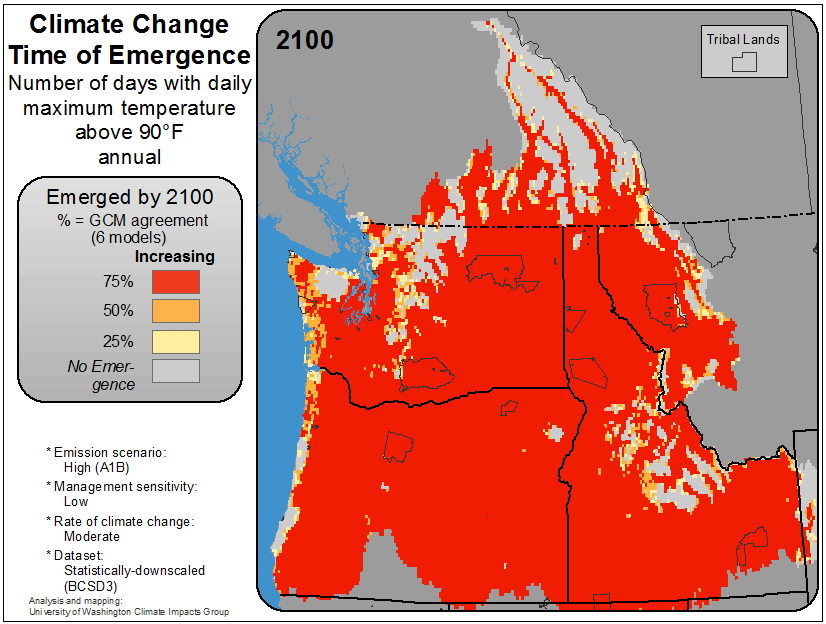 Climate Change
Time of Emergence
Number of days with daily
maximum temperature
above 90°F
annual
Emerged by 2100
% = GCM agreement
(6 models)
Increasing
75%
50%
25%
No Emer-
gence
* Emission scenario:
High (A1B)
* Management sensitivity:
Low
* Rate of climate change:
Moderate
* Dataset:
Statistically-downscaled
(BCSD3)
Analysis and mapping:
University of Washington Climate Impacts Group
2100
Tribal Lands